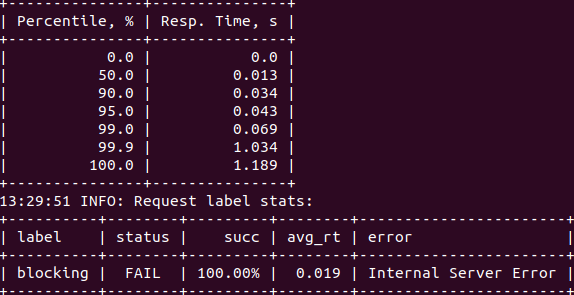 +---------------+---------------+
| Percentile, % | Resp. Time, s |
+---------------+---------------+
|           0.0 |           0.0 |
|          50.0 |         0.013 |
|          90.0 |         0.034 |
|          95.0 |         0.043 |
|          99.0 |         0.069 |
|          99.9 |         1.034 |
|         100.0 |         1.189 |
+---------------+---------------+
13:29:51 INFO: Request label stats:
+----------+--------+---------+--------+-----------------------+
| label    | status |    succ | avg_rt | error                 |
+----------+--------+---------+--------+-----------------------+
| blocking |  FAIL  | 100.00% |  0.019 | Internal Server Error |
+----------+--------+---------+--------+-----------------------+